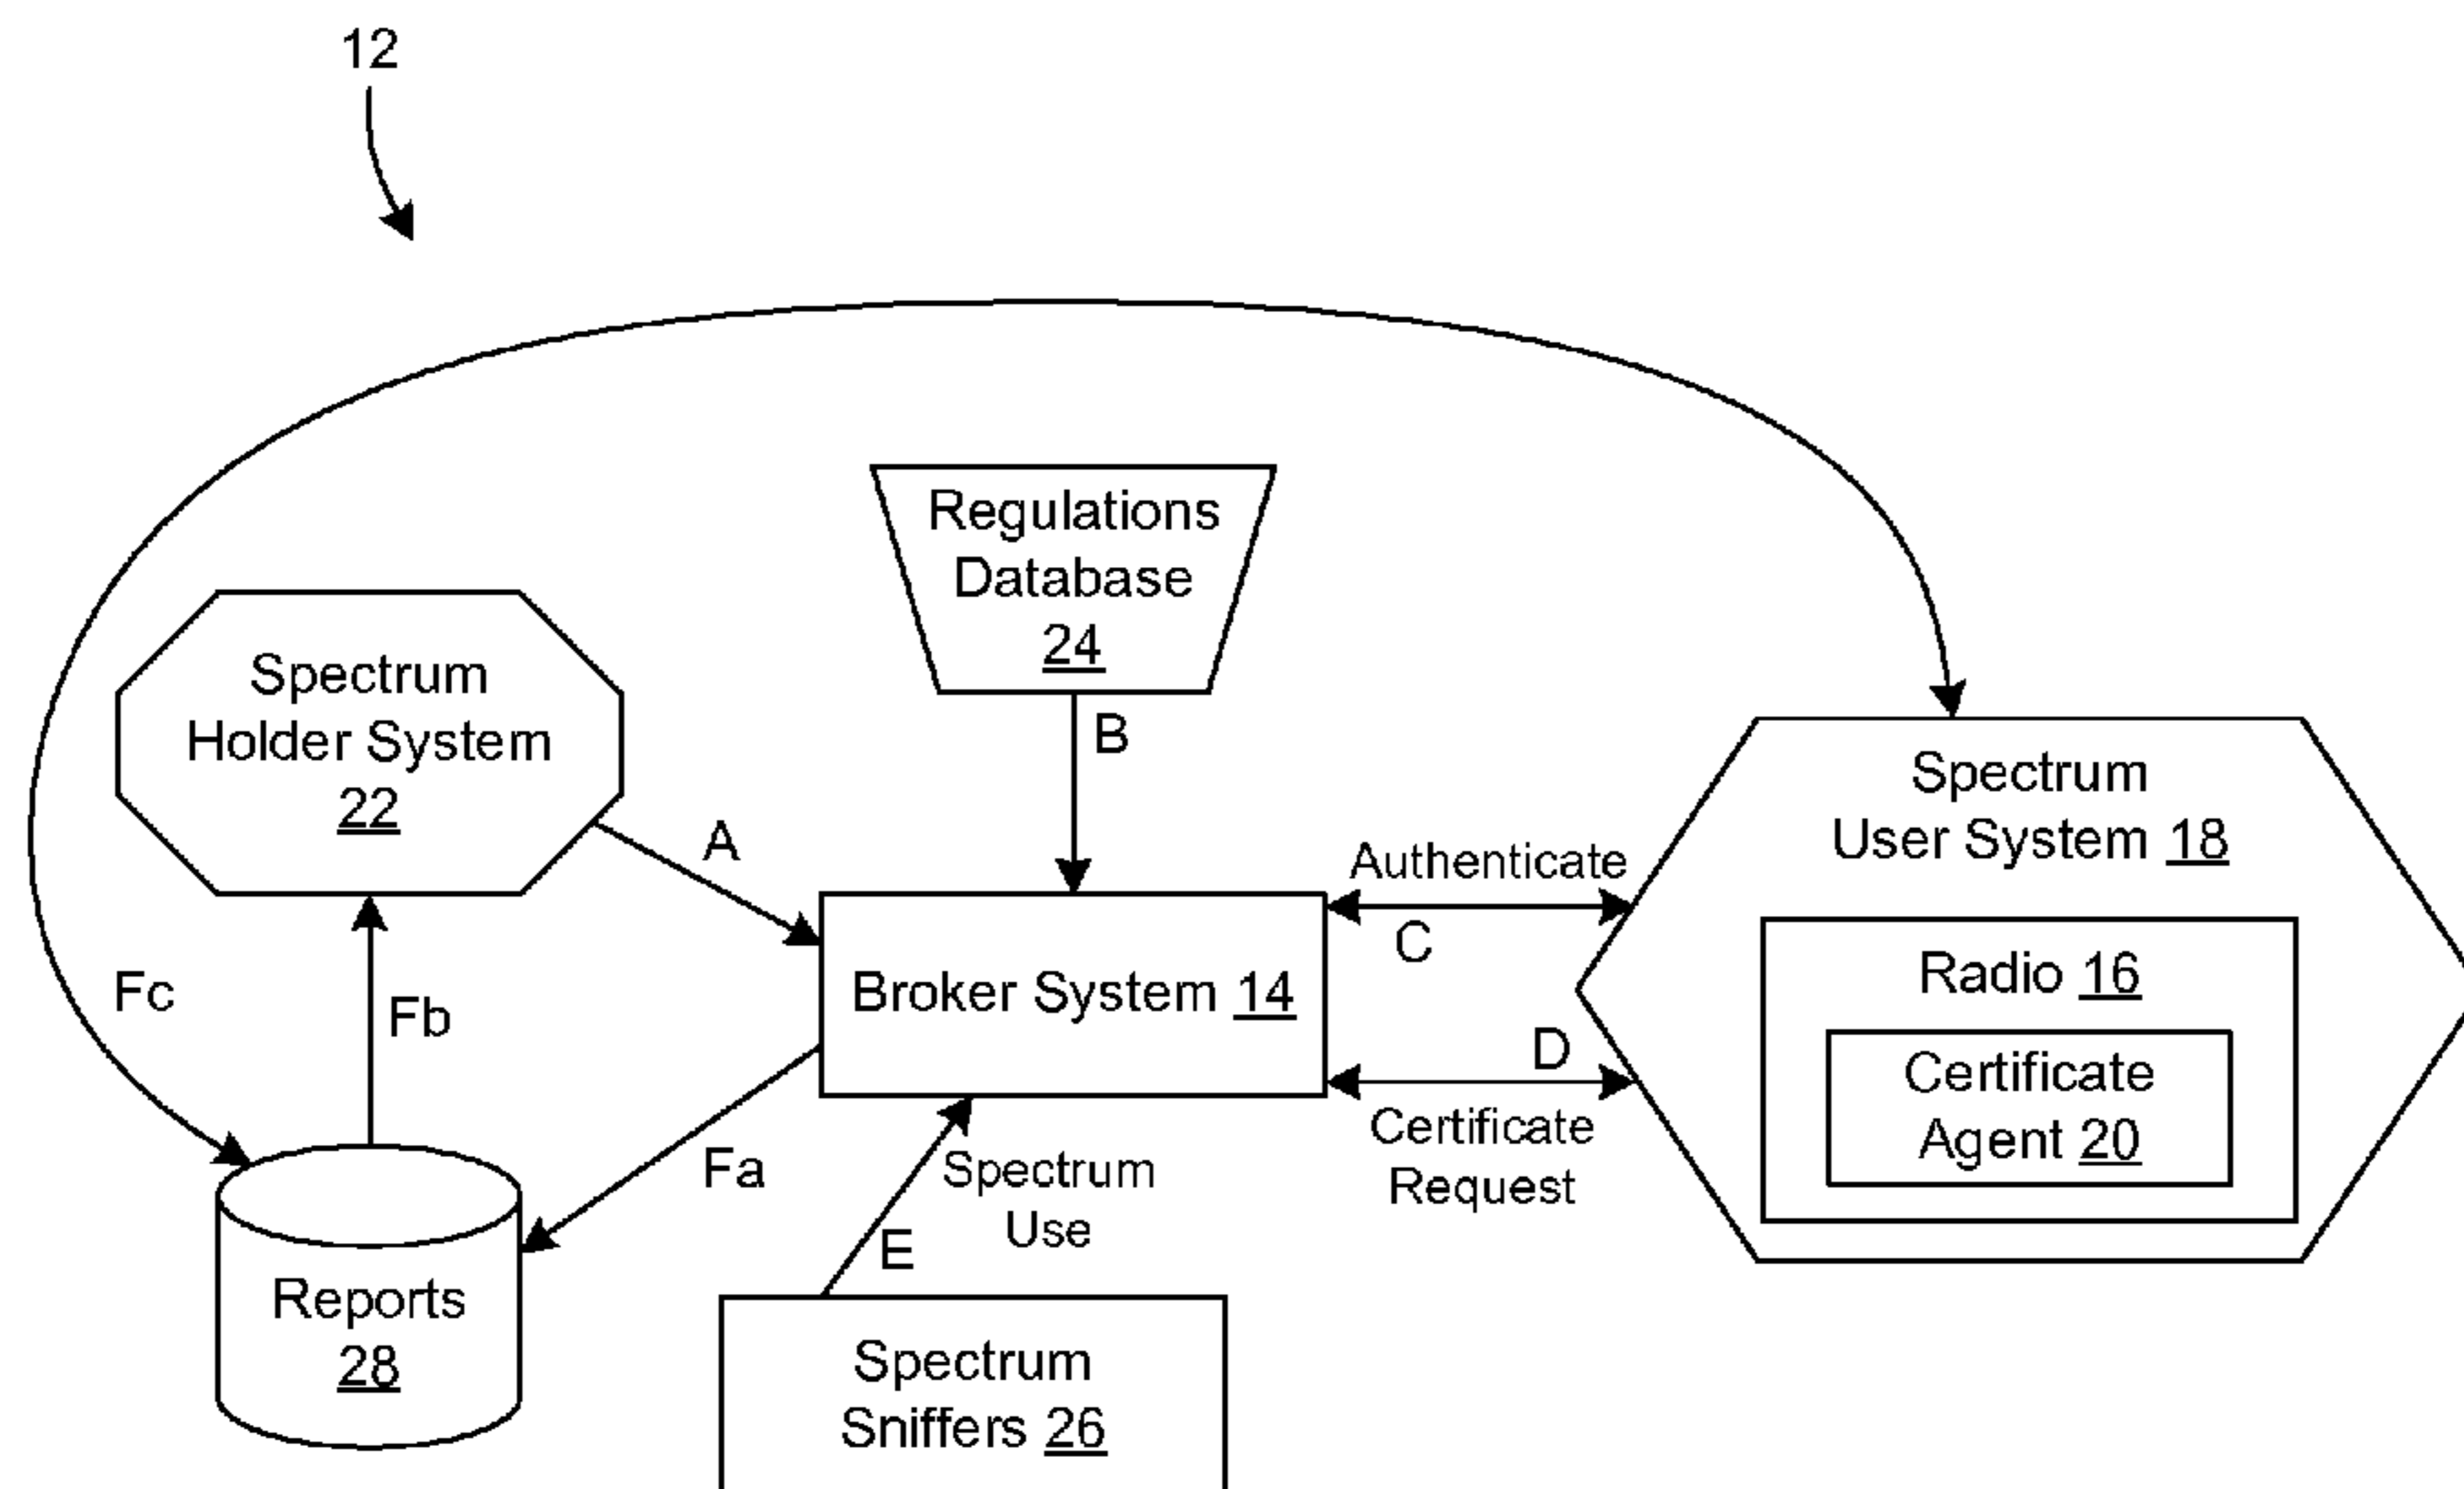 12
Regulations
Database
24
Spectrum
Holder System
22
B
Spectrum
User System 18
A
Authenticate
C
Broker System 14
Radio 16
Fc
Fb
D
Certificate
Agent 20
Certificate
Request
Fa
Spectrum
Use
E
Reports
28
Spectrum
Sniffers 26